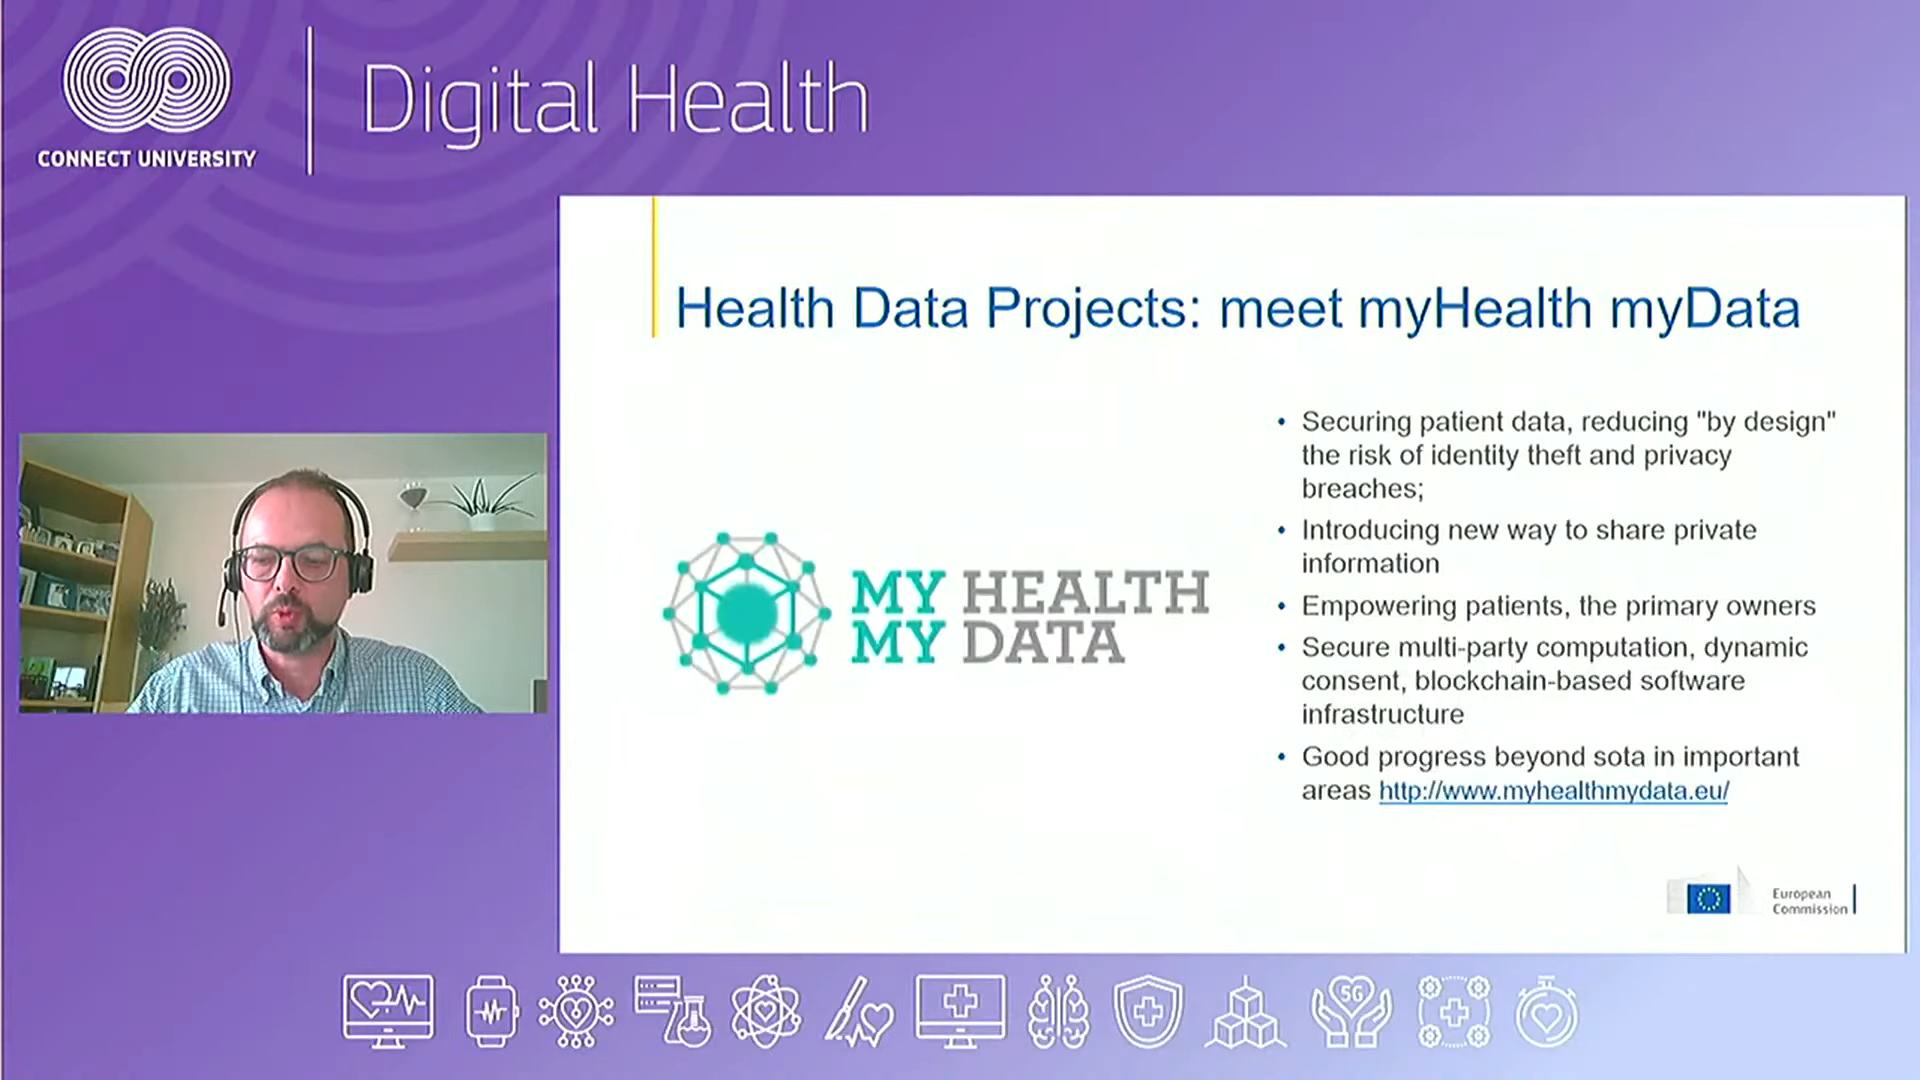 CONNECT UNIVERSITY
Digital Health
Health Data Projects: meet myHealth myData
MY HEALTH
MY DATA
• Securing patient data, reducing "by design"
the risk of identity theft and privacy
breaches;
• Introducing new way to share private
information
• Empowering patients, the primary owners
• Secure multi-party computation, dynamic
consent, blockchain-based software
infrastructure
• Good progress beyond sota in important
areas http://www.myhealthmydata.eu/
European
Commission
5G